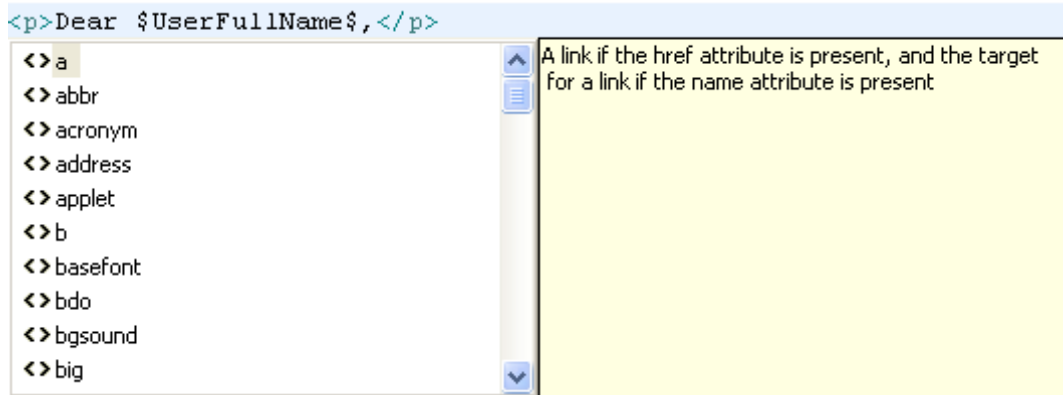 <p>Dear $UserFullName$,</p>
<> a
<> abbr
<> acronym
<> address
<> applet
<> b
<> basefont
<> bdo
<> bgsound
<> big
A link if the href attribute is present, and the target
for a link if the name attribute is present